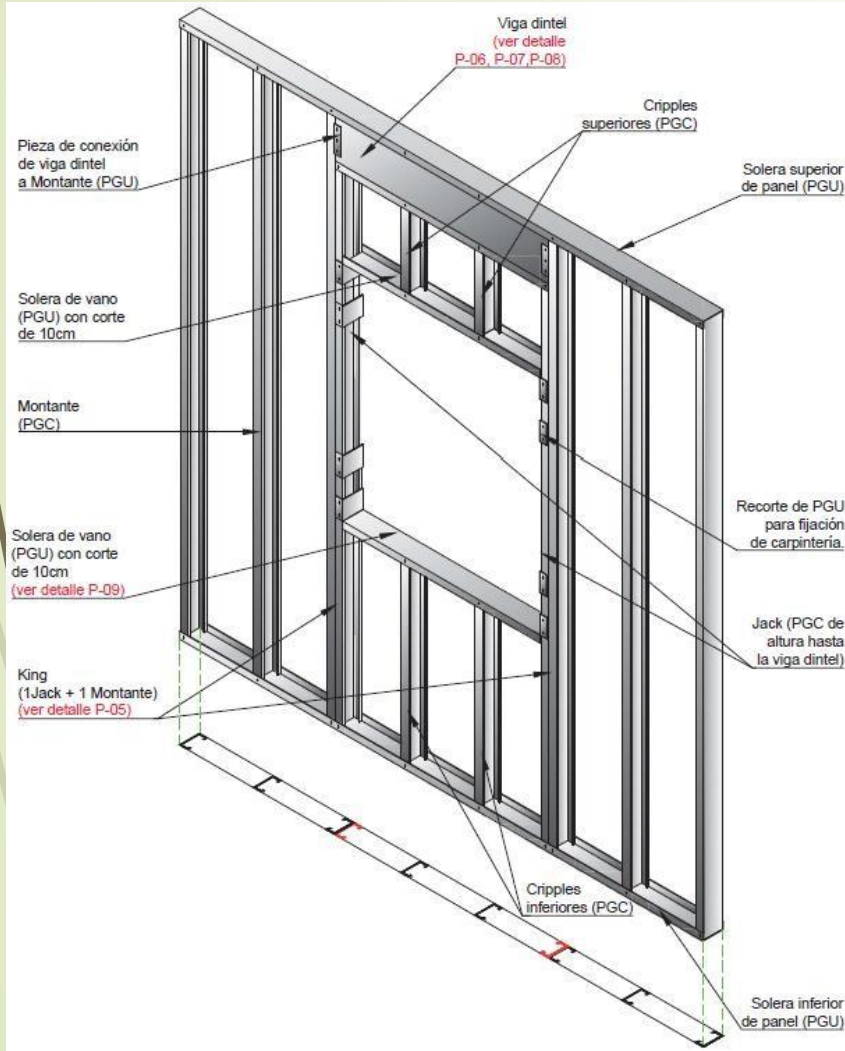 Viga dintel
(ver detalle
P-06, P-07,P-08)
Cripples
superiores (PGC)
Pieza de conexión
de viga dintel
a Montante (PGU)
Solera superior
de panel (PGU)
Solera de vano
(PGU) con corte
de 10cm
Montante
(PGC)
Recorte de PGU
para fijación
de carpintería.
Solera de vano
(PGU) con corte
de 10cm
(ver detalle P-09)
Jack (PGC de
altura hasta
la viga dintel)
King
(1Jack + 1 Montante)
(ver detalle P-05)
Cripples
inferiores (PGC)
Solera inferior
de panel (PGU)